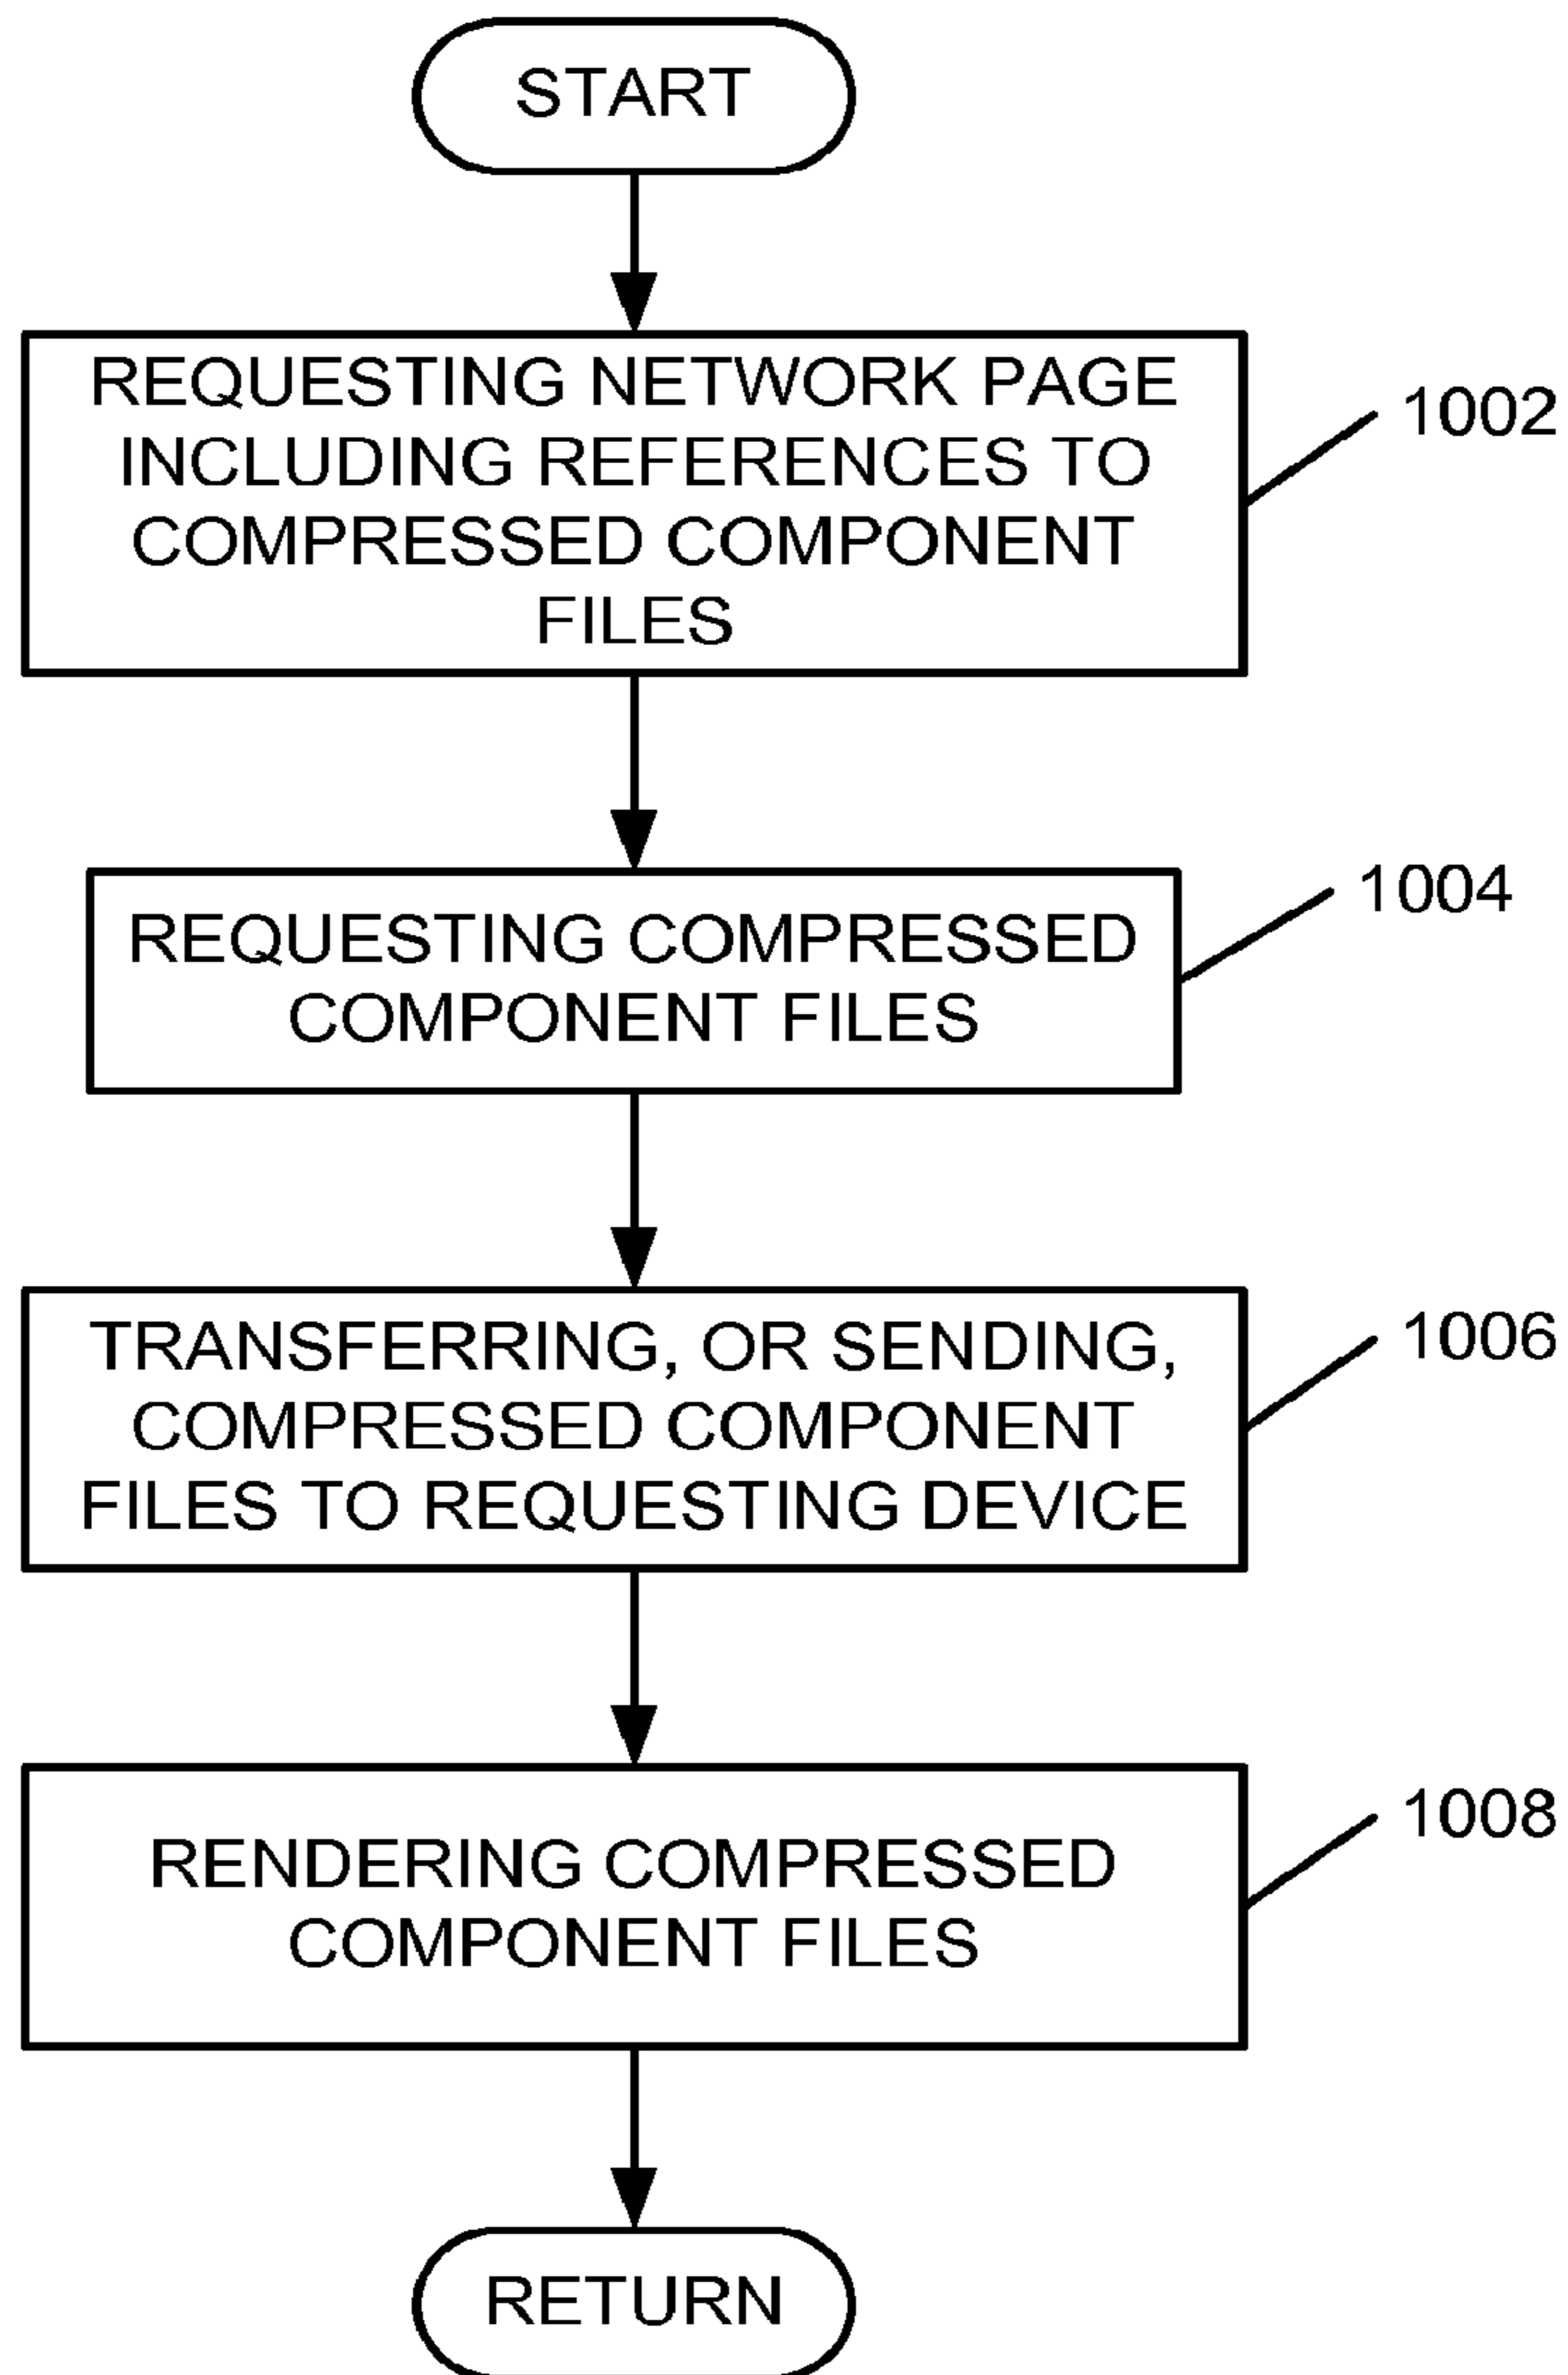 START
REQUESTING NETWORK PAGE
INCLUDING REFERENCES TO
COMPRESSED COMPONENT
FILES
1002
REQUESTING COMPRESSED
COMPONENT FILES
1004
TRANSFERRING, OR SENDING,
COMPRESSED COMPONENT
FILES TO REQUESTING DEVICE
1006
RENDERING COMPRESSED
COMPONENT FILES
1008
RETURN